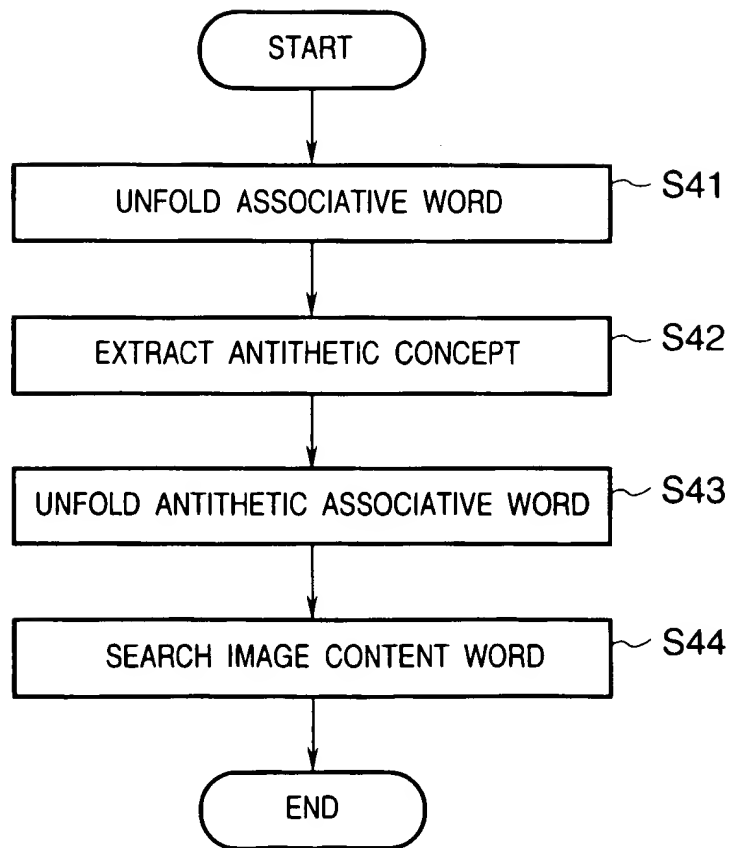 START
UNFOLD ASSOCIATIVE WORD S41
EXTRACT ANTITHETIC CONCEPT S42
UNFOLD ANTITHETIC ASSOCIATIVE WORD S43
SEARCH IMAGE CONTENT WORD S44
END